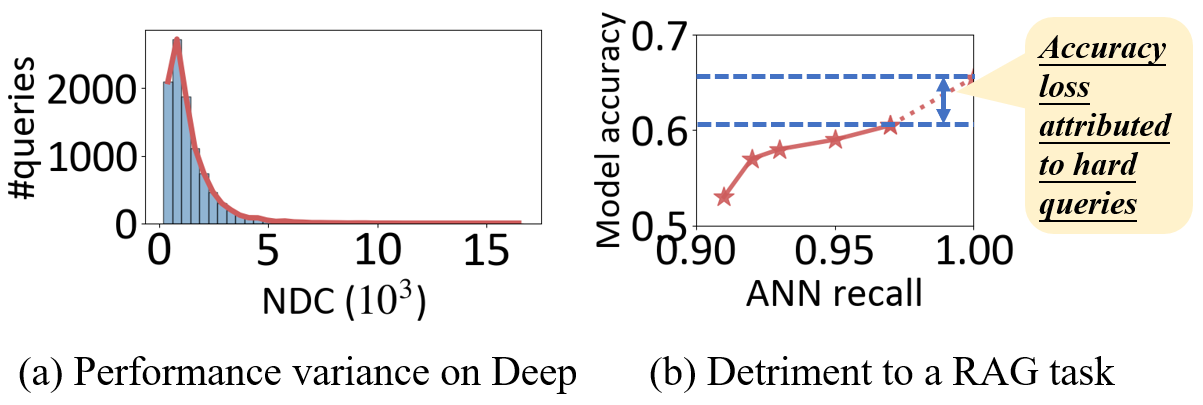 #queries
2000
1000
0
0 5 10 15
NDC (10³)
(a) Performance variance on Deep
Model accuracy
0.7
0.6
0.5
0.90 0.95 1.00
ANN recall
Accuracy
loss
attributed
to hard
queries
(b) Detriment to a RAG task